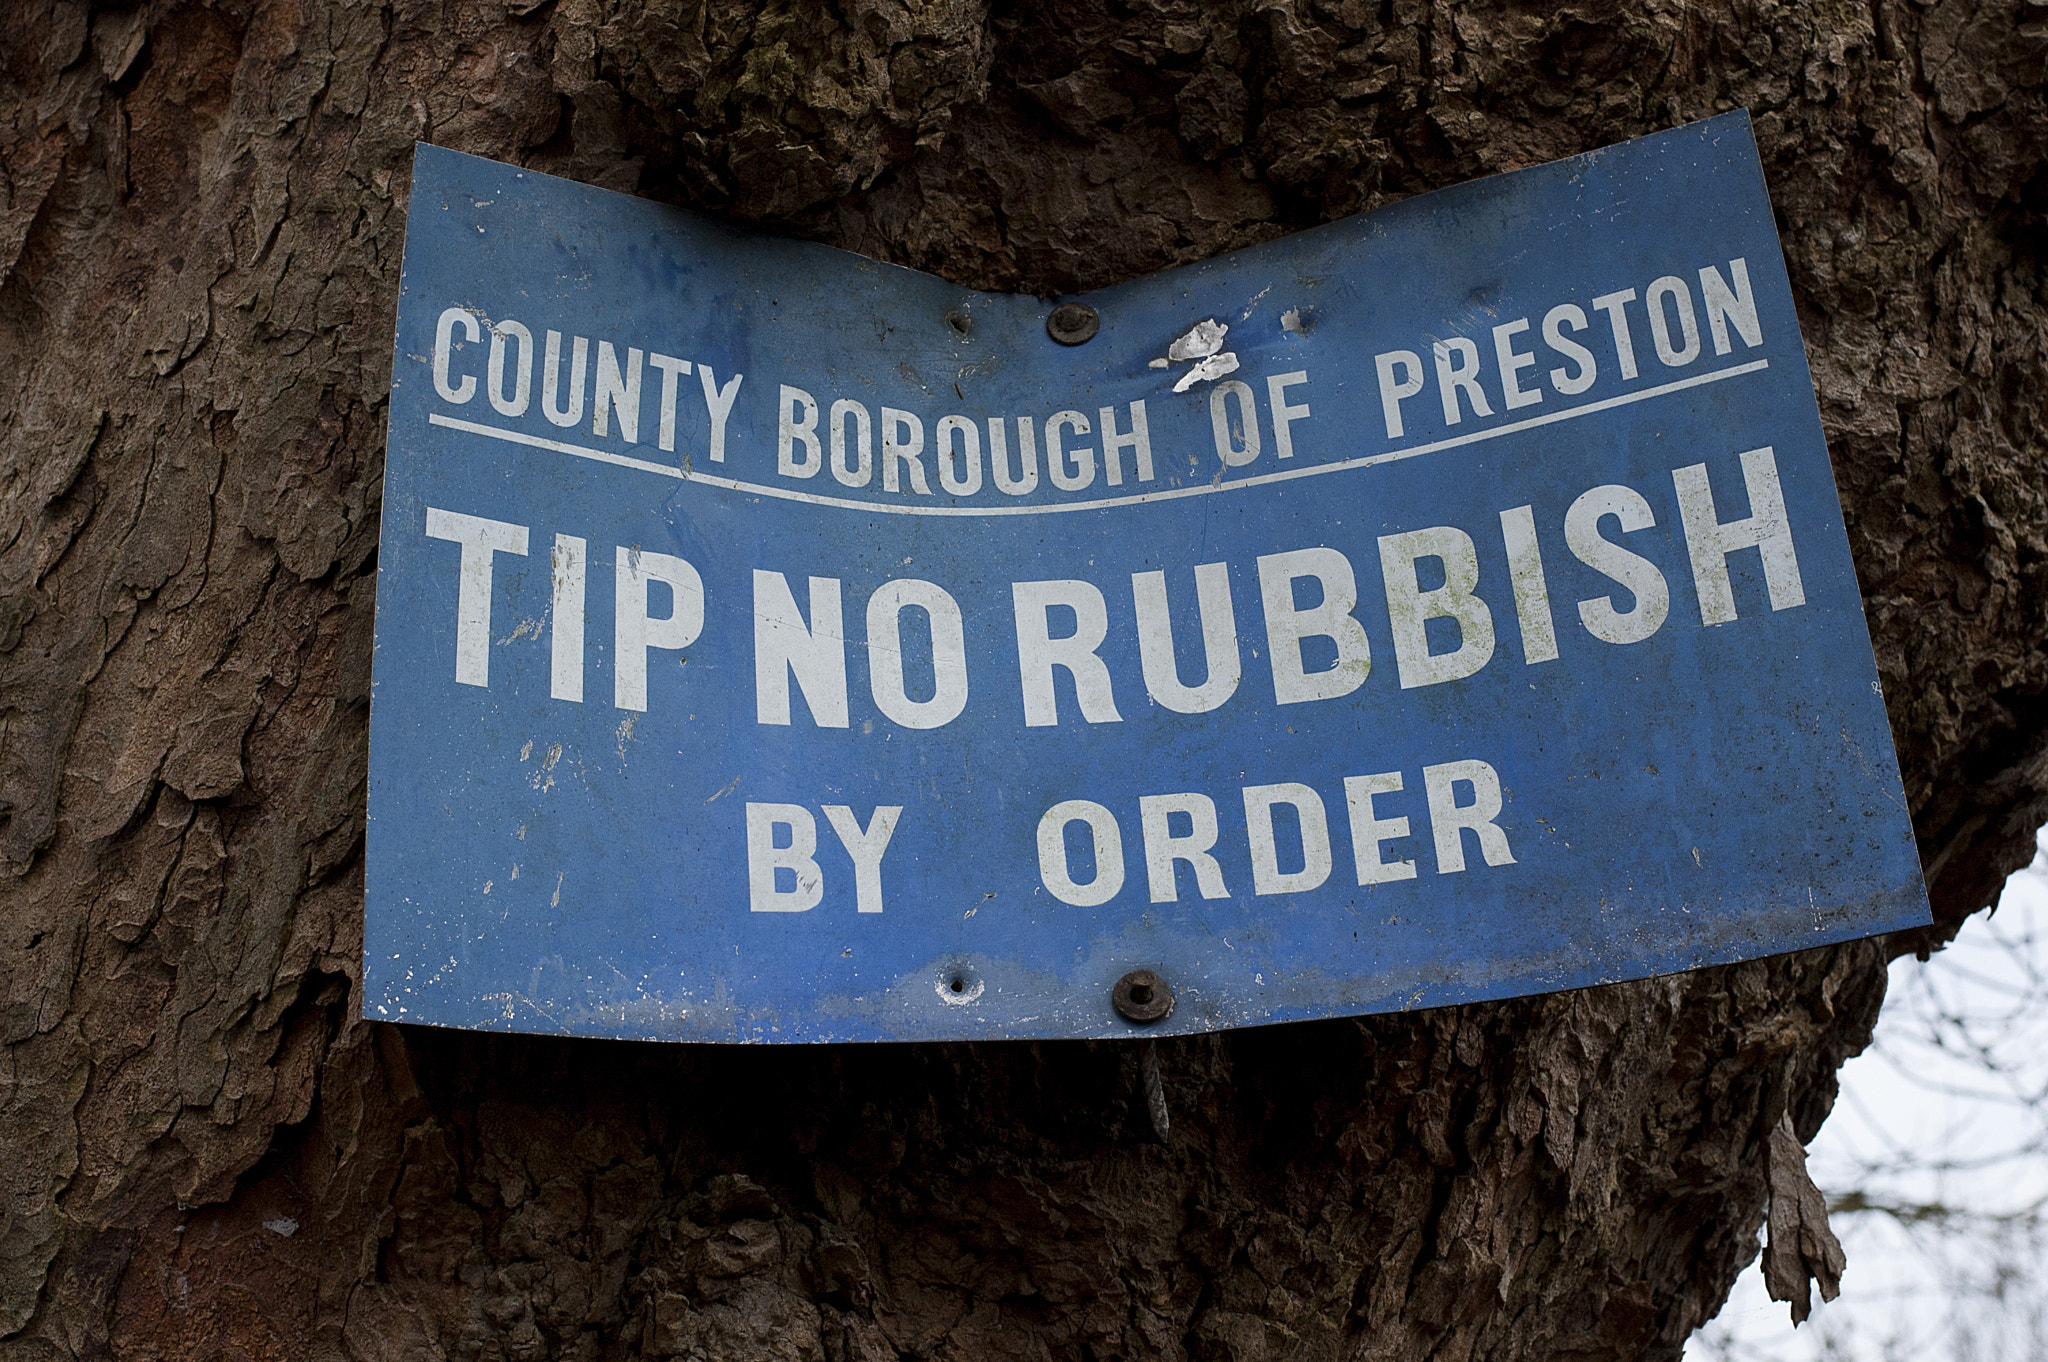 COUNTY BOROUGH OF PRESTON
TIP NO RUBBISH
BY ORDER